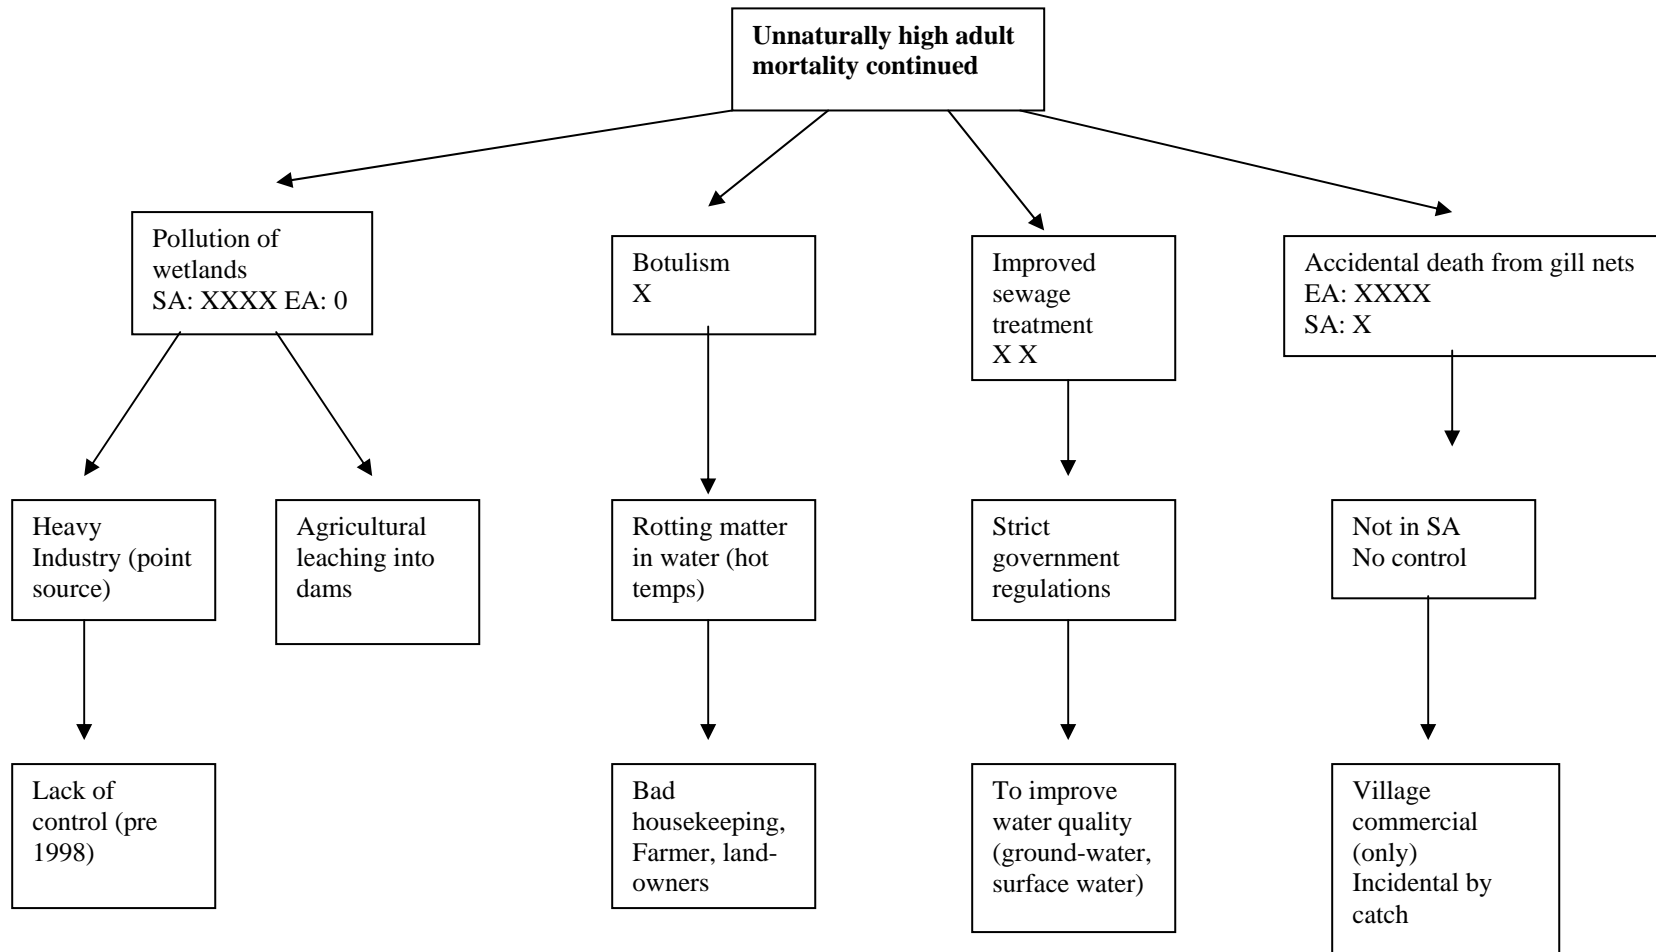 Unnaturally high adult
mortality continued
Pollution of
wetlands
SA: XXXX EA: 0
Botulism
X
Improved
sewage
treatment
X X
Accidental death from gill nets
EA: XXXX
SA: X
Heavy
Industry (point
source)
Agricultural
leaching into
dams
Rotting matter
in water (hot
temps)
Strict
government
regulations
Not in SA
No control
Lack of
control (pre
1998)
Bad
housekeeping,
Farmer, land-
owners
To improve
water quality
(ground-water,
surface water)
Village
commercial
(only)
Incidental by
catch